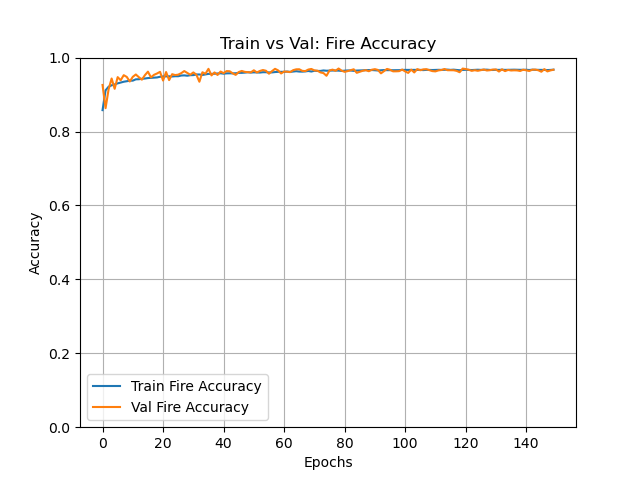 Train vs Val: Fire Accuracy
1.0
0.8
0.6
0.4
0.2
0.0
Accuracy
Train Fire Accuracy
Val Fire Accuracy
0 20 40 60 80 100 120 140
Epochs